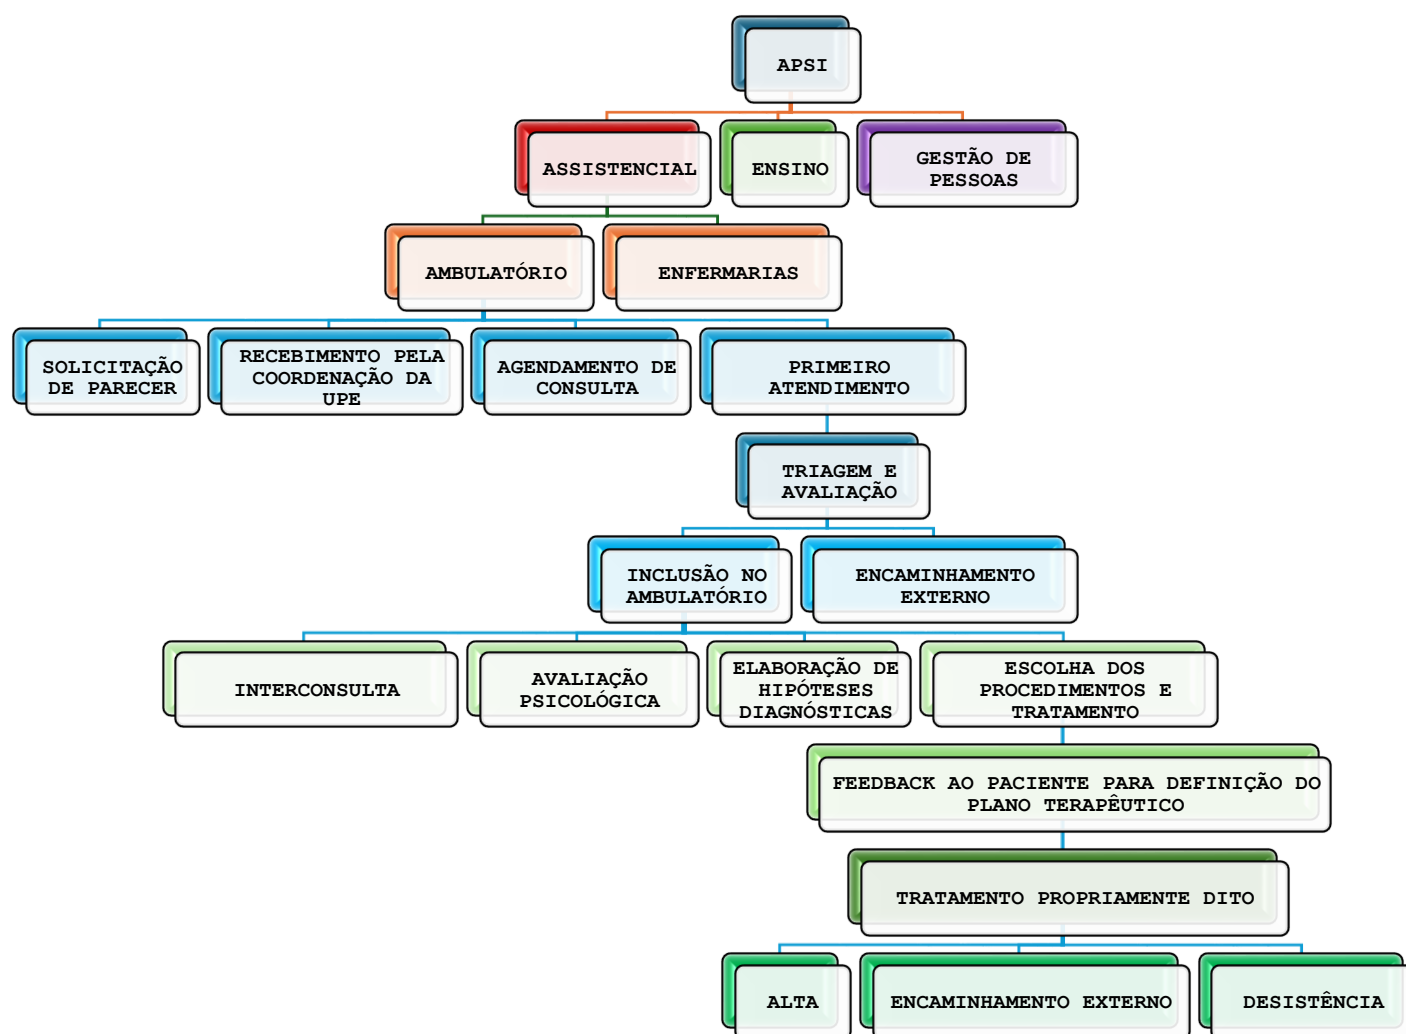 APSI
ASSISTENCIAL
ENSINO
GESTÃO DE
PESSOAS
AMBULATÓRIO
ENFERMARIAS
SOLICITAÇÃO
DE PARECER
RECEBIMENTO PELA
COORDENAÇÃO DA
UPE
AGENDAMENTO DE
CONSULTA
PRIMEIRO
ATENDIMENTO
TRIAGEM E
AVALIAÇÃO
INCLUSÃO NO
AMBULATÓRIO
ENCAMINHAMENTO
EXTERNO
INTERCONSULTA
AVALIAÇÃO
PSICOLÓGICA
ELABORAÇÃO DE
HIPÓTESES
DIAGNÓSTICAS
ESCOLHA DOS
PROCEDIMENTOS E
TRATAMENTO
FEEDBACK AO PACIENTE PARA DEFINIÇÃO DO
PLANO TERAPÊUTICO
TRATAMENTO PROPRIAMENTE DITO
ALTA
ENCAMINHAMENTO EXTERNO
DESISTÊNCIA